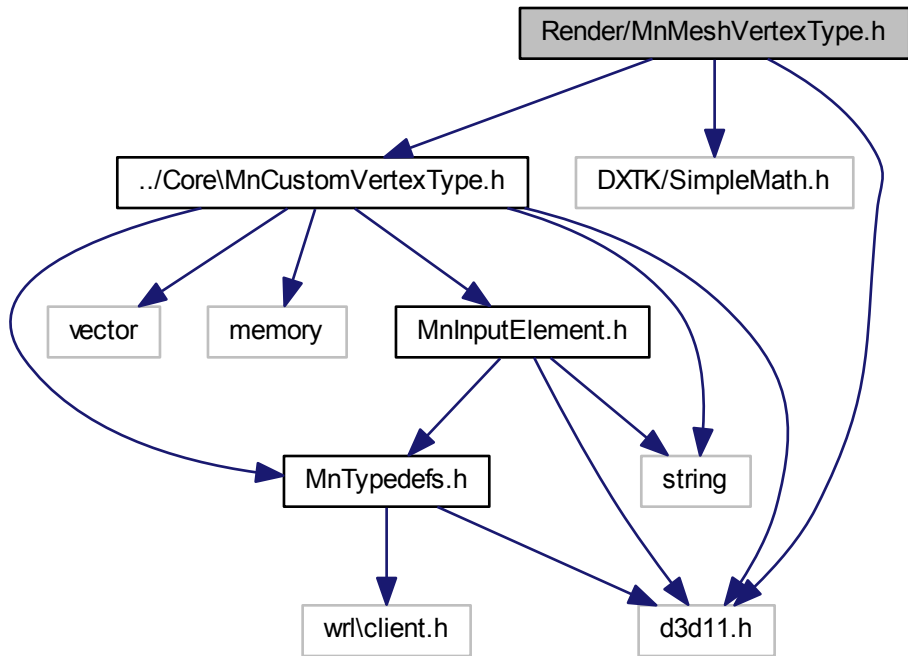 Render/MnMeshVertexType.h
../Core\MnCustomVertexType.h
DXTK/SimpleMath.h
vector
memory
MnInputElement.h
MnTypedefs.h
string
wrl\client.h
d3d11.h